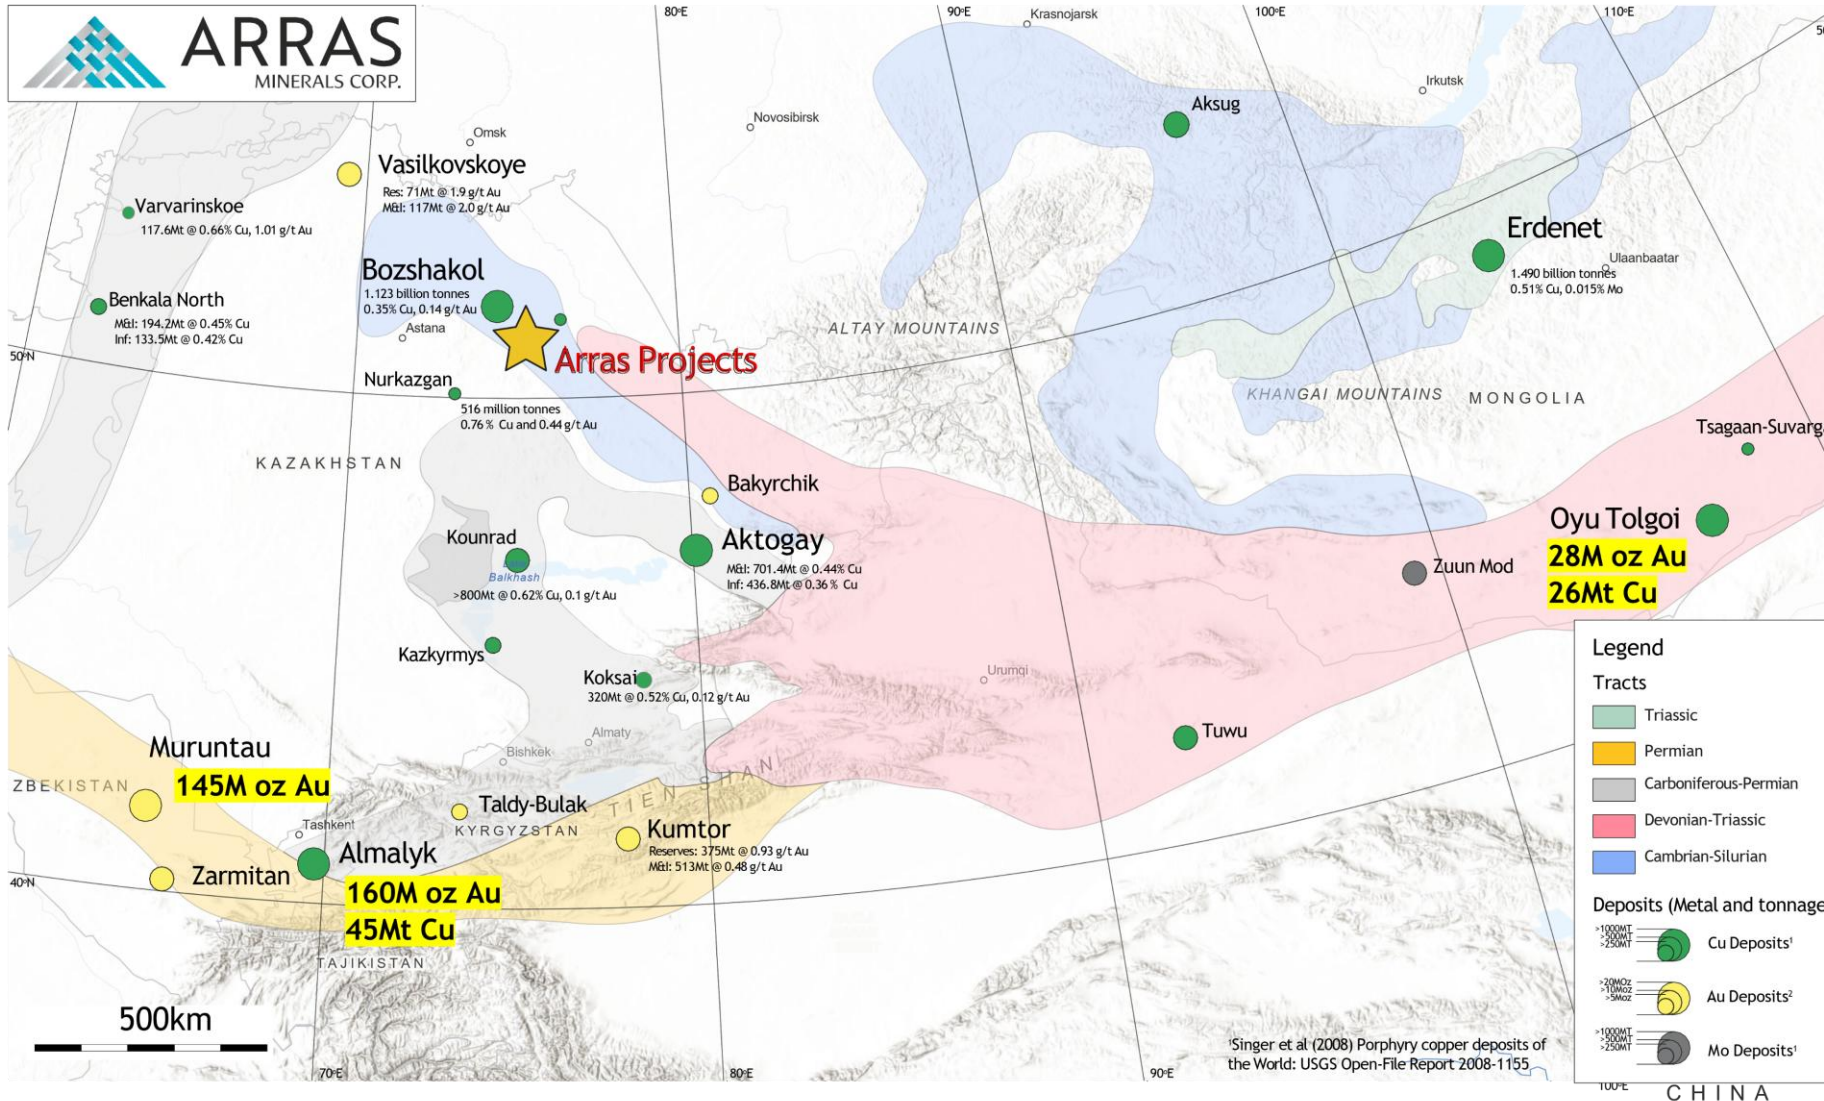 ARRAS
MINERALS CORP.
80°E
90°E
100°E
110°E
Krasnojarsk
Irkutsk
Omsk
Novosibirsk
Aksug
Vasilkovskoye
Res: 71Mt @ 1.9 g/t Au
M&I: 117Mt @ 2.0 g/t Au
Varvarinskoe
117.6Mt @ 0.66% Cu, 1.01 g/t Au
Erdenet
1.490 billion tonnes
0.51% Cu, 0.015% Mo
Ulaanbaatar
Bozshakol
1.123 billion tonnes
0.35% Cu, 0.14 g/t Au
Astana
Benkala North
M&I: 194.2Mt @ 0.45% Cu
Inf: 133.5Mt @ 0.42% Cu
50°N
Arras Projects
ALTAY MOUNTAINS
Nurkazgan
516 million tonnes
0.76 % Cu and 0.44 g/t Au
KHANGAI MOUNTAINS
MONGOLIA
Tsagaan-Suvarga
KAZAKHSTAN
Bakyrchik
Kounrad
Balkhash
>800Mt @ 0.62% Cu, 0.1 g/t Au
Aktogay
M&I: 701.4Mt @ 0.44% Cu
Inf: 436.8Mt @ 0.36 % Cu
Oyu Tolgoi
28M oz Au
26Mt Cu
Zuun Mod
Kazkyrmys
Koksai
320Mt @ 0.52% Cu, 0.12 g/t Au
Urumqi
Almaty
Bishkek
Tuwu
Muruntau
145M oz Au
ZBEKISTAN
TIEN SHAN
Taldy-Bulak
KYRGYZSTAN
Tashkent
Kumtor
Reserves: 375Mt @ 0.93 g/t Au
M&I: 513Mt @ 0.48 g/t Au
Almalyk
160M oz Au
45Mt Cu
Zarmitan
40°N
TAJIKISTAN
500km
70°E
80°E
90°E
100°E
CHINA
Legend
Tracts
Triassic
Permian
Carboniferous-Permian
Devonian-Triassic
Cambrian-Silurian
Deposits (Metal and tonnage
>1000MT
>500MT
>250MT
Cu Deposits¹
>20MOz
>10Moz
>5Moz
Au Deposits²
>1000MT
>500MT
>250MT
Mo Deposits¹
¹Singer et al (2008) Porphyry copper deposits of
the World: USGS Open-File Report 2008-1155